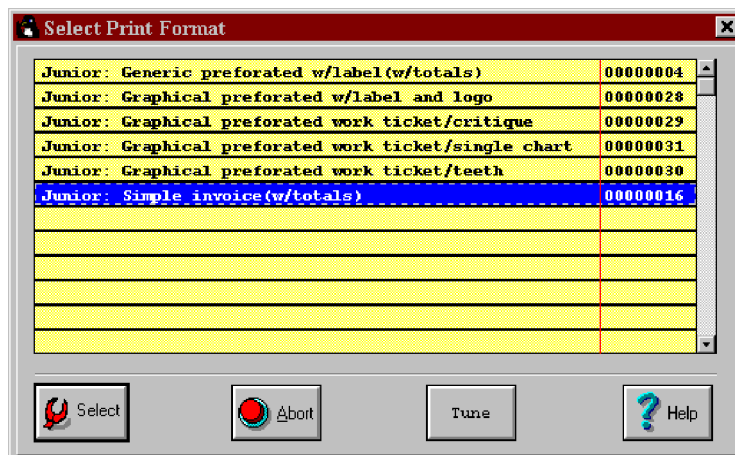 Select Print Format
Junior: Generic preforated w/label(w/totals) 00000004
Junior: Graphical preforated w/label and logo 00000028
Junior: Graphical preforated work ticket/critique 00000029
Junior: Graphical preforated work ticket/single chart 00000031
Junior: Graphical preforated work ticket/teeth 00000030
Junior: Simple invoice(w/totals) 00000016
Select Abort Tune Help